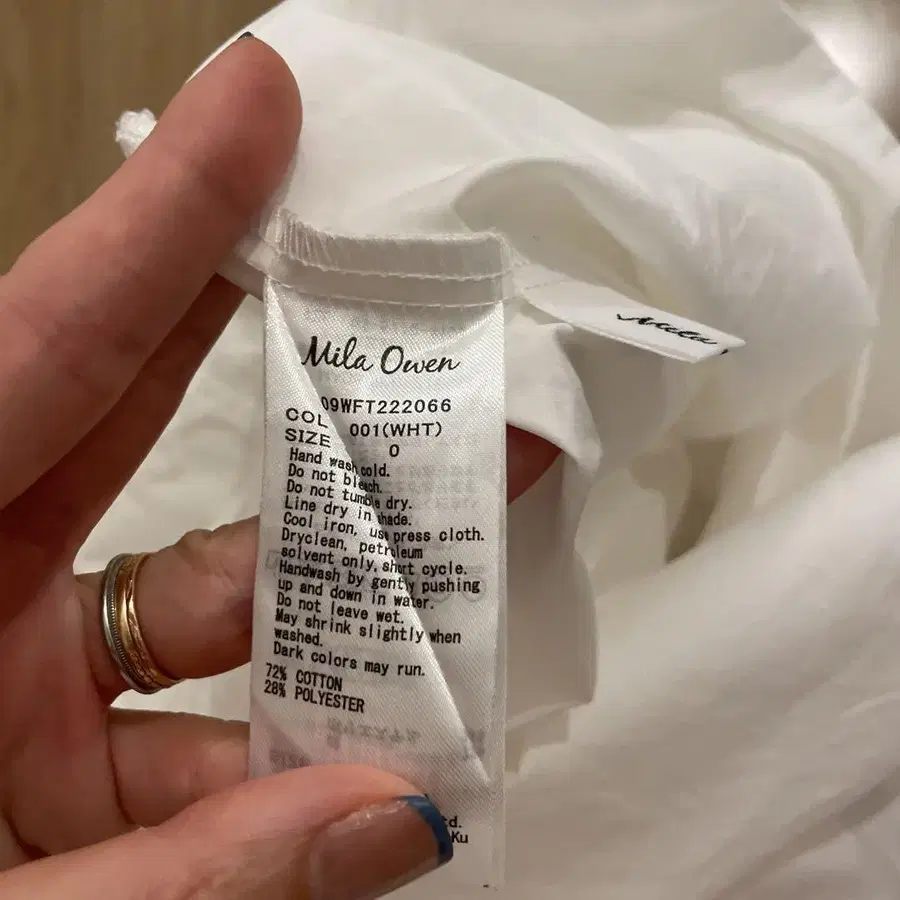 Mila Owen
Mila
09WFT222066
COL 001(WHT)
SIZE 0
Hand wash cold.
Do not bleach.
Do not tumble dry.
Line dry in shade.
Cool iron, use press cloth.
Dryclean, petroleum
solvent only, short cycle.
Handwash by gently pushing
up and down in water.
Do not leave wet.
May shrink slightly when
washed.
Dark colors may run.
72% COTTON
28% POLYESTER
td.
Ku